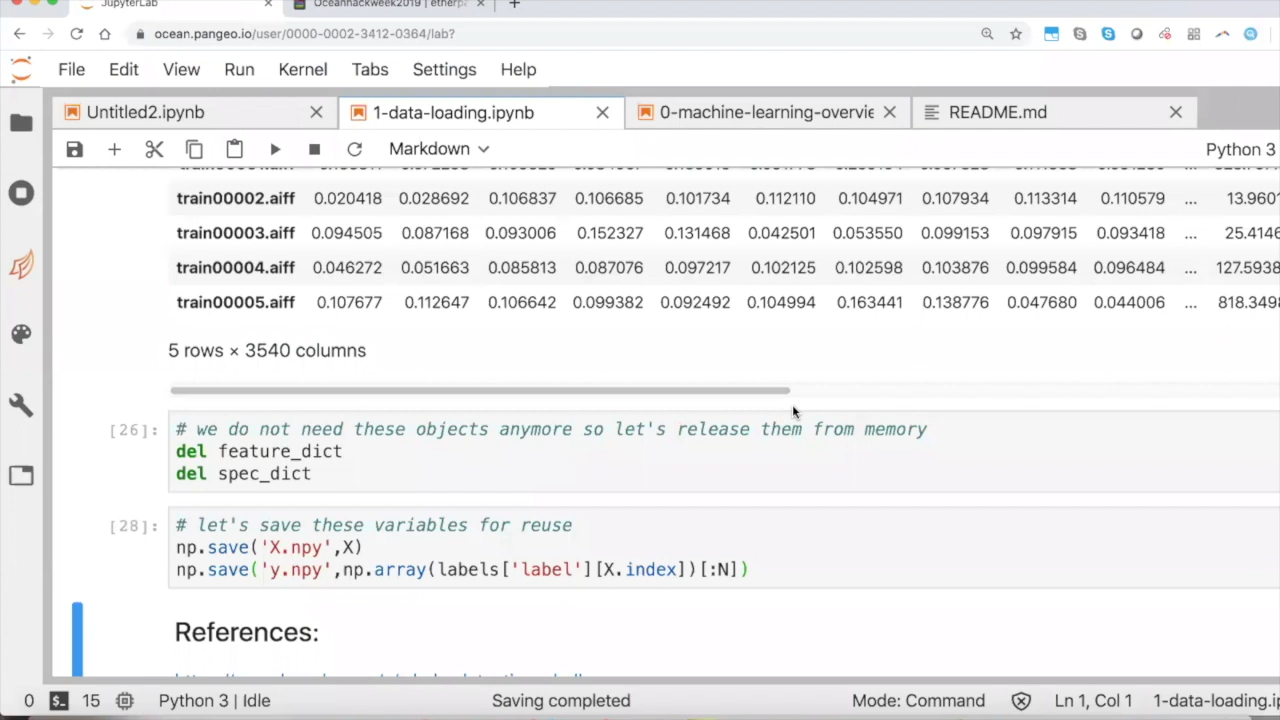 JupyterLab
Oceanhackweek2019 | etherp
ocean.pangeo.io/user/0000-0002-3412-0364/lab?
File Edit View Run Kernel Tabs Settings Help
Untitled2.ipynb
1-data-loading.ipynb
0-machine-learning-overvie
README.md
Markdown
Python 3
train00002.aiff 0.020418 0.028692 0.106837 0.106685 0.101734 0.112110 0.104971 0.107934 0.113314 0.110579 ... 13.9601
train00003.aiff 0.094505 0.087168 0.093006 0.152327 0.131468 0.042501 0.053550 0.099153 0.097915 0.093418 ... 25.4146
train00004.aiff 0.046272 0.051663 0.085813 0.087076 0.097217 0.102125 0.102598 0.103876 0.099584 0.096484 ... 127.5938
train00005.aiff 0.107677 0.112647 0.106642 0.099382 0.092492 0.104994 0.163441 0.138776 0.047680 0.044006 ... 818.3498
5 rows × 3540 columns
[26]:
# we do not need these objects anymore so let's release them from memory
del feature_dict
del spec_dict
[28]:
# let's save these variables for reuse
np.save('X.npy',X)
np.save('y.npy',np.array(labels['label'][X.index])[:N])
References:
0 15 Python 3 | Idle Saving completed Mode: Command Ln 1, Col 1 1-data-loading.ip